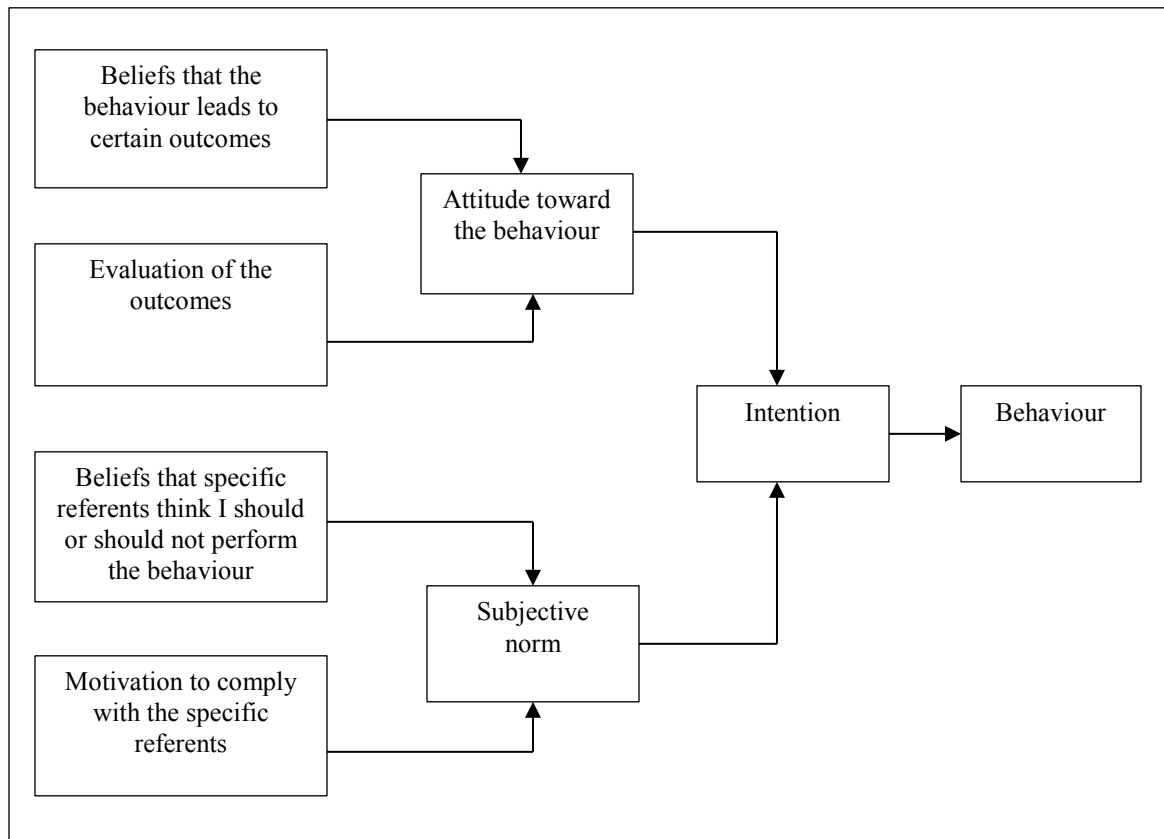 Beliefs that the
behaviour leads to
certain outcomes
Attitude toward
the behaviour
Evaluation of the
outcomes
Intention
Behaviour
Beliefs that specific
referents think I should
or should not perform
the behaviour
Subjective
norm
Motivation to comply
with the specific
referents